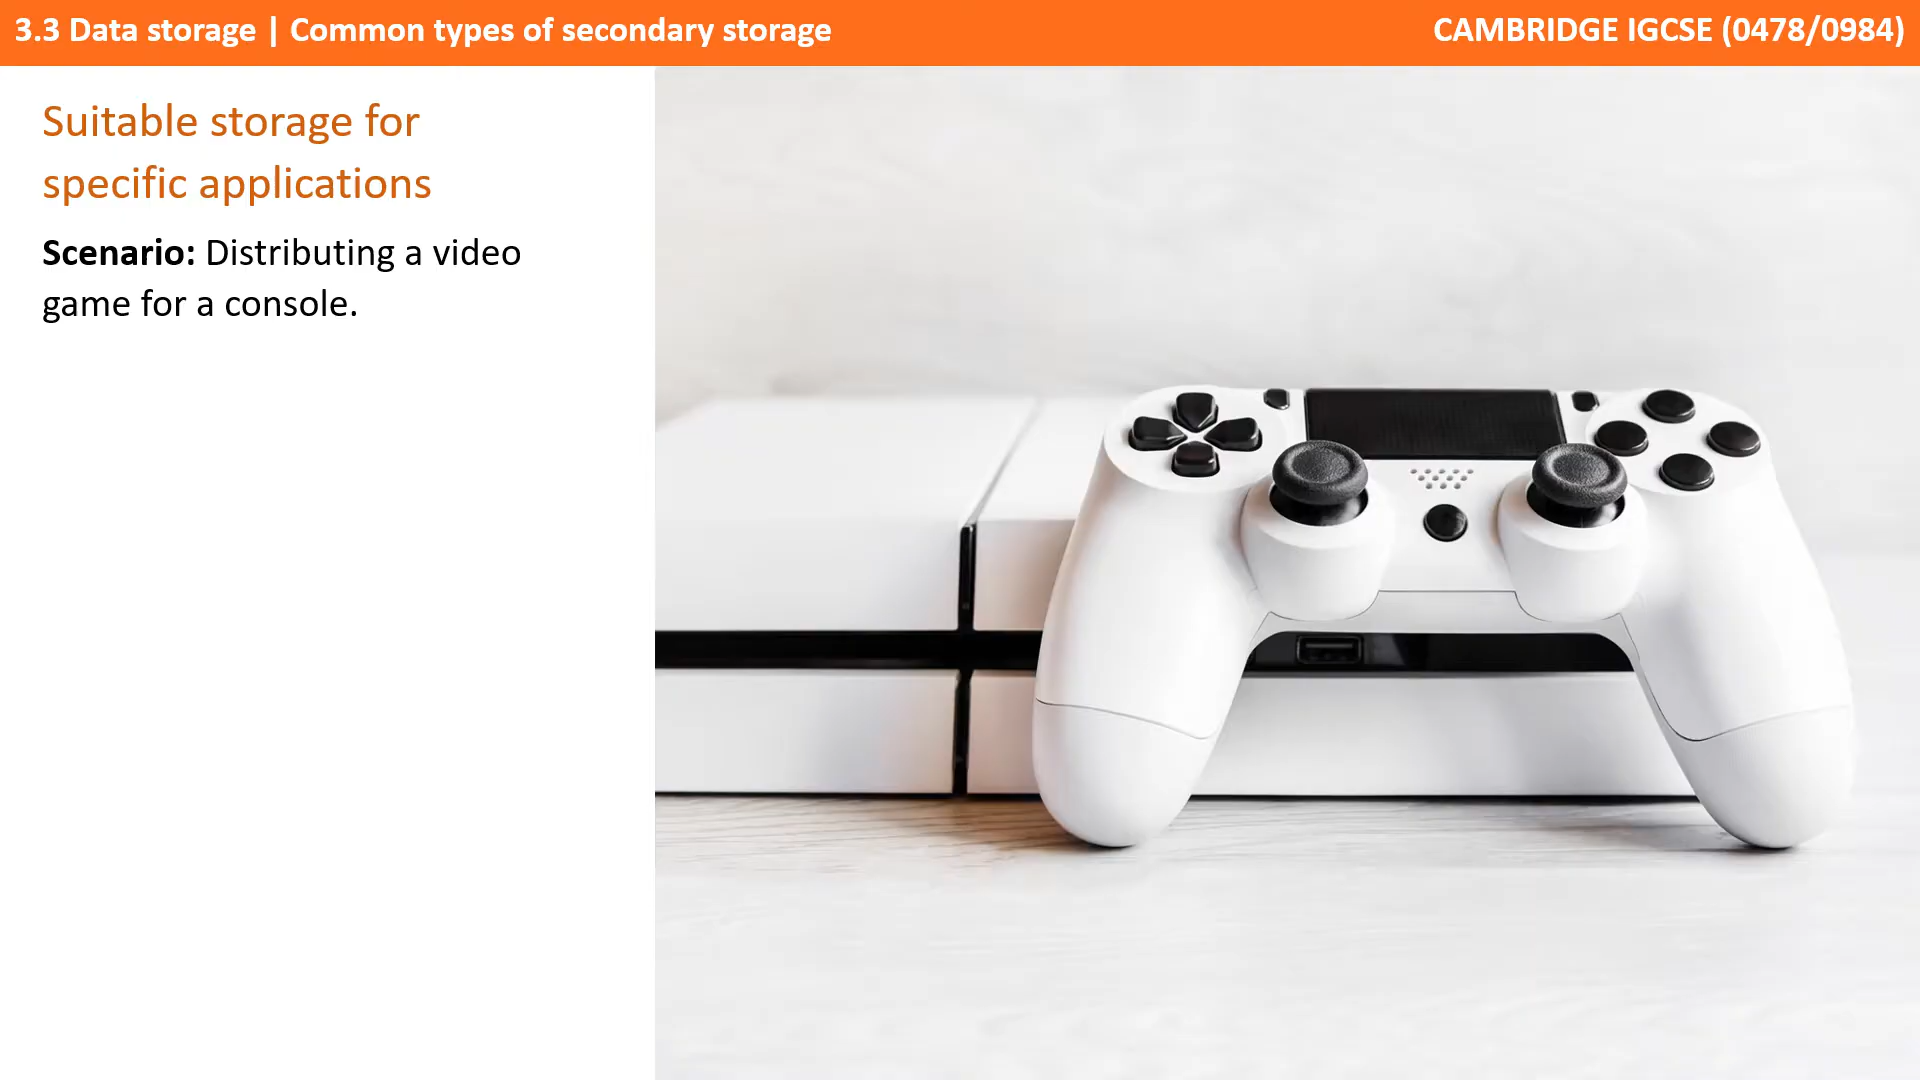 3.3 Data storage | Common types of secondary storage
CAMBRIDGE IGCSE (0478/0984)
Suitable storage for
specific applications
Scenario: Distributing a video
game for a console.